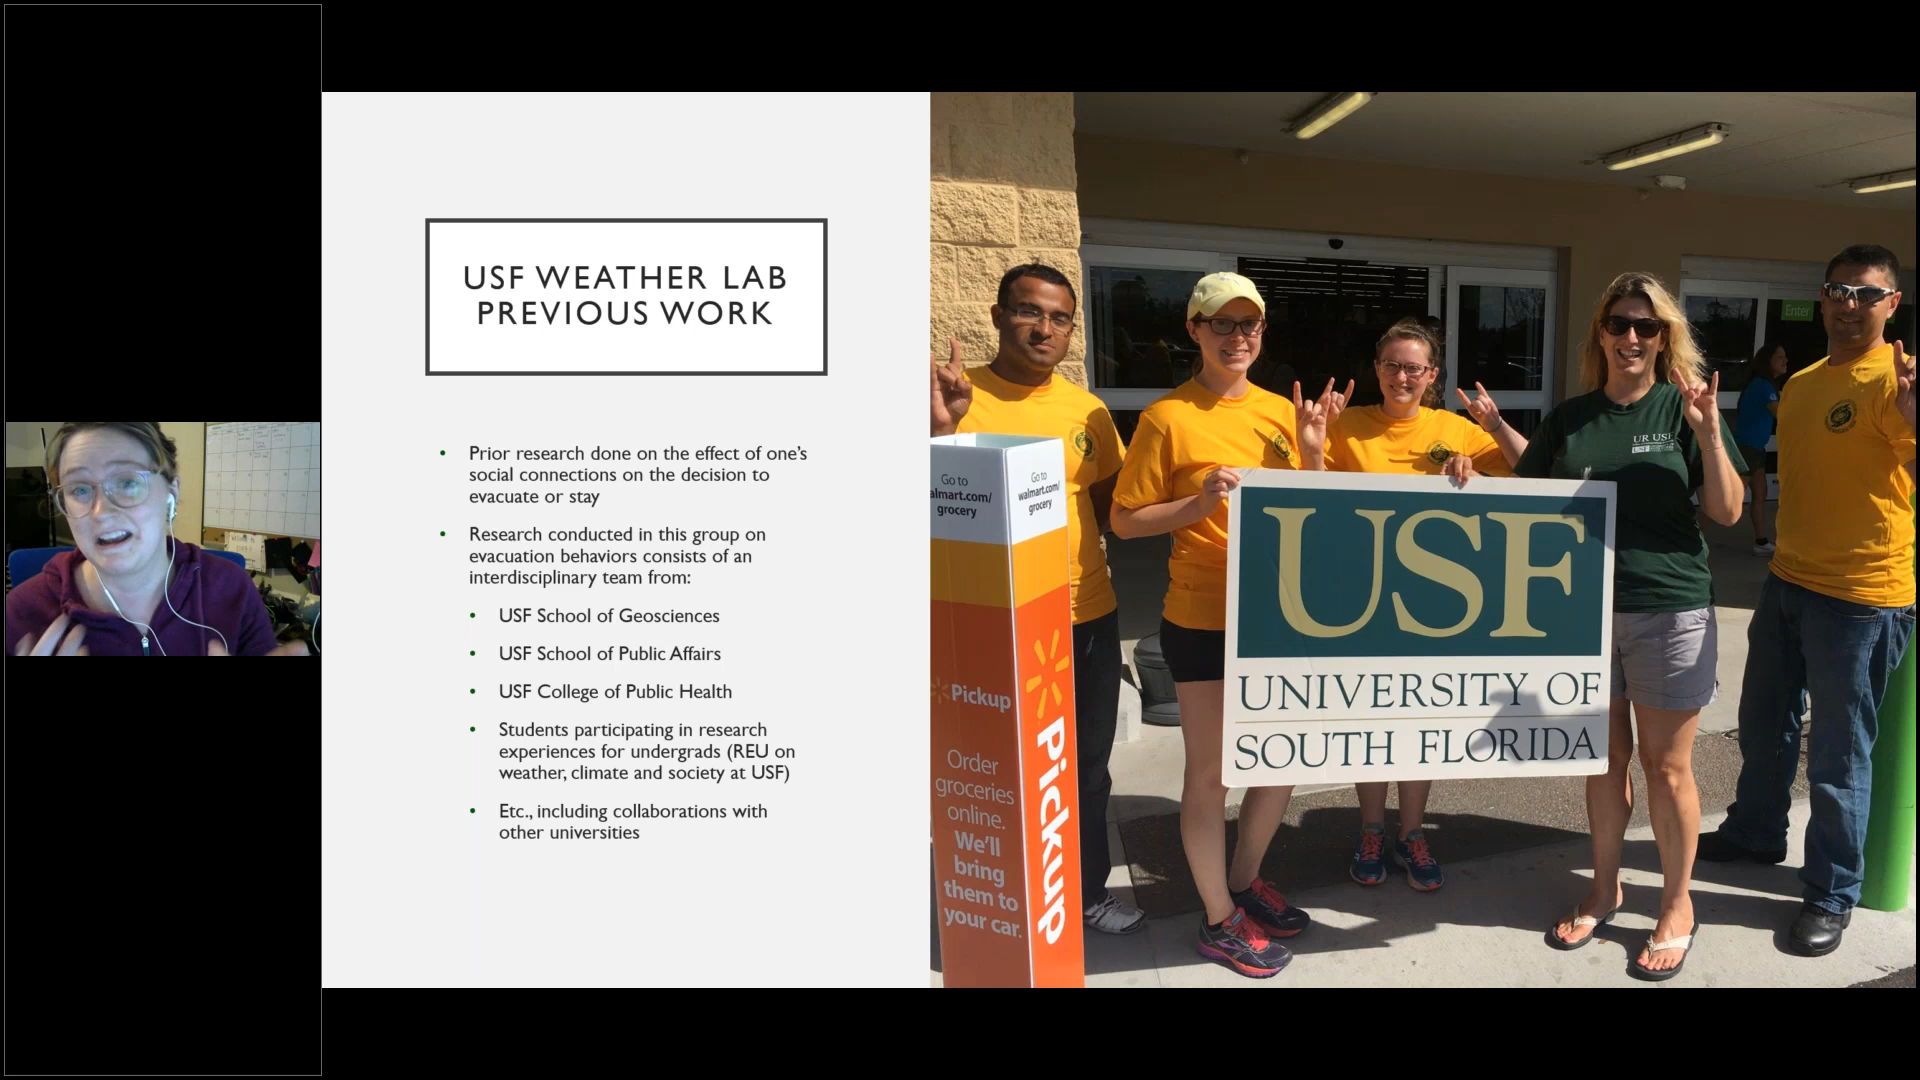 USF WEATHER LAB
PREVIOUS WORK
• Prior research done on the effect of one's
social connections on the decision to
evacuate or stay
• Research conducted in this group on
evacuation behaviors consists of an
interdisciplinary team from:
• USF School of Geosciences
• USF School of Public Affairs
• USF College of Public Health
• Students participating in research
experiences for undergrads (REU on
weather, climate and society at USF)
• Etc., including collaborations with
other universities
Go to
almart.com/
grocery
Go to
walmart.com/
grocery
Pickup
Pickup
Order
groceries
online.
We'll
bring
them to
your car.
UR USF
USF
Enter
USF
UNIVERSITY OF
SOUTH FLORIDA